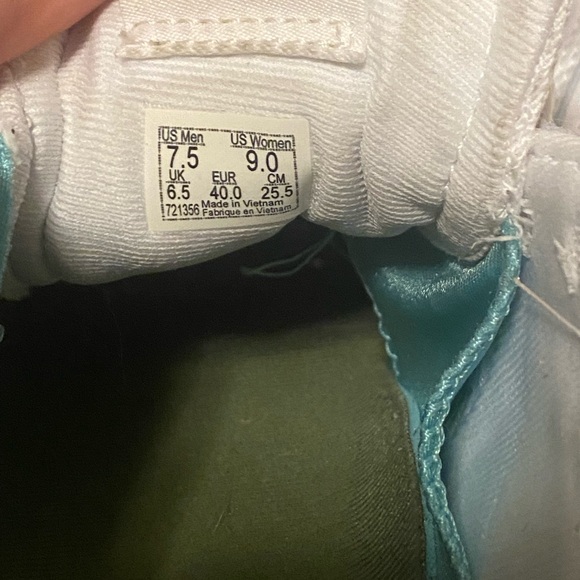 US Men US Women
7.5 9.0
UK EUR CM
6.5 40.0 25.5
Made in Vietnam
721356 Fabrique en Vietnam